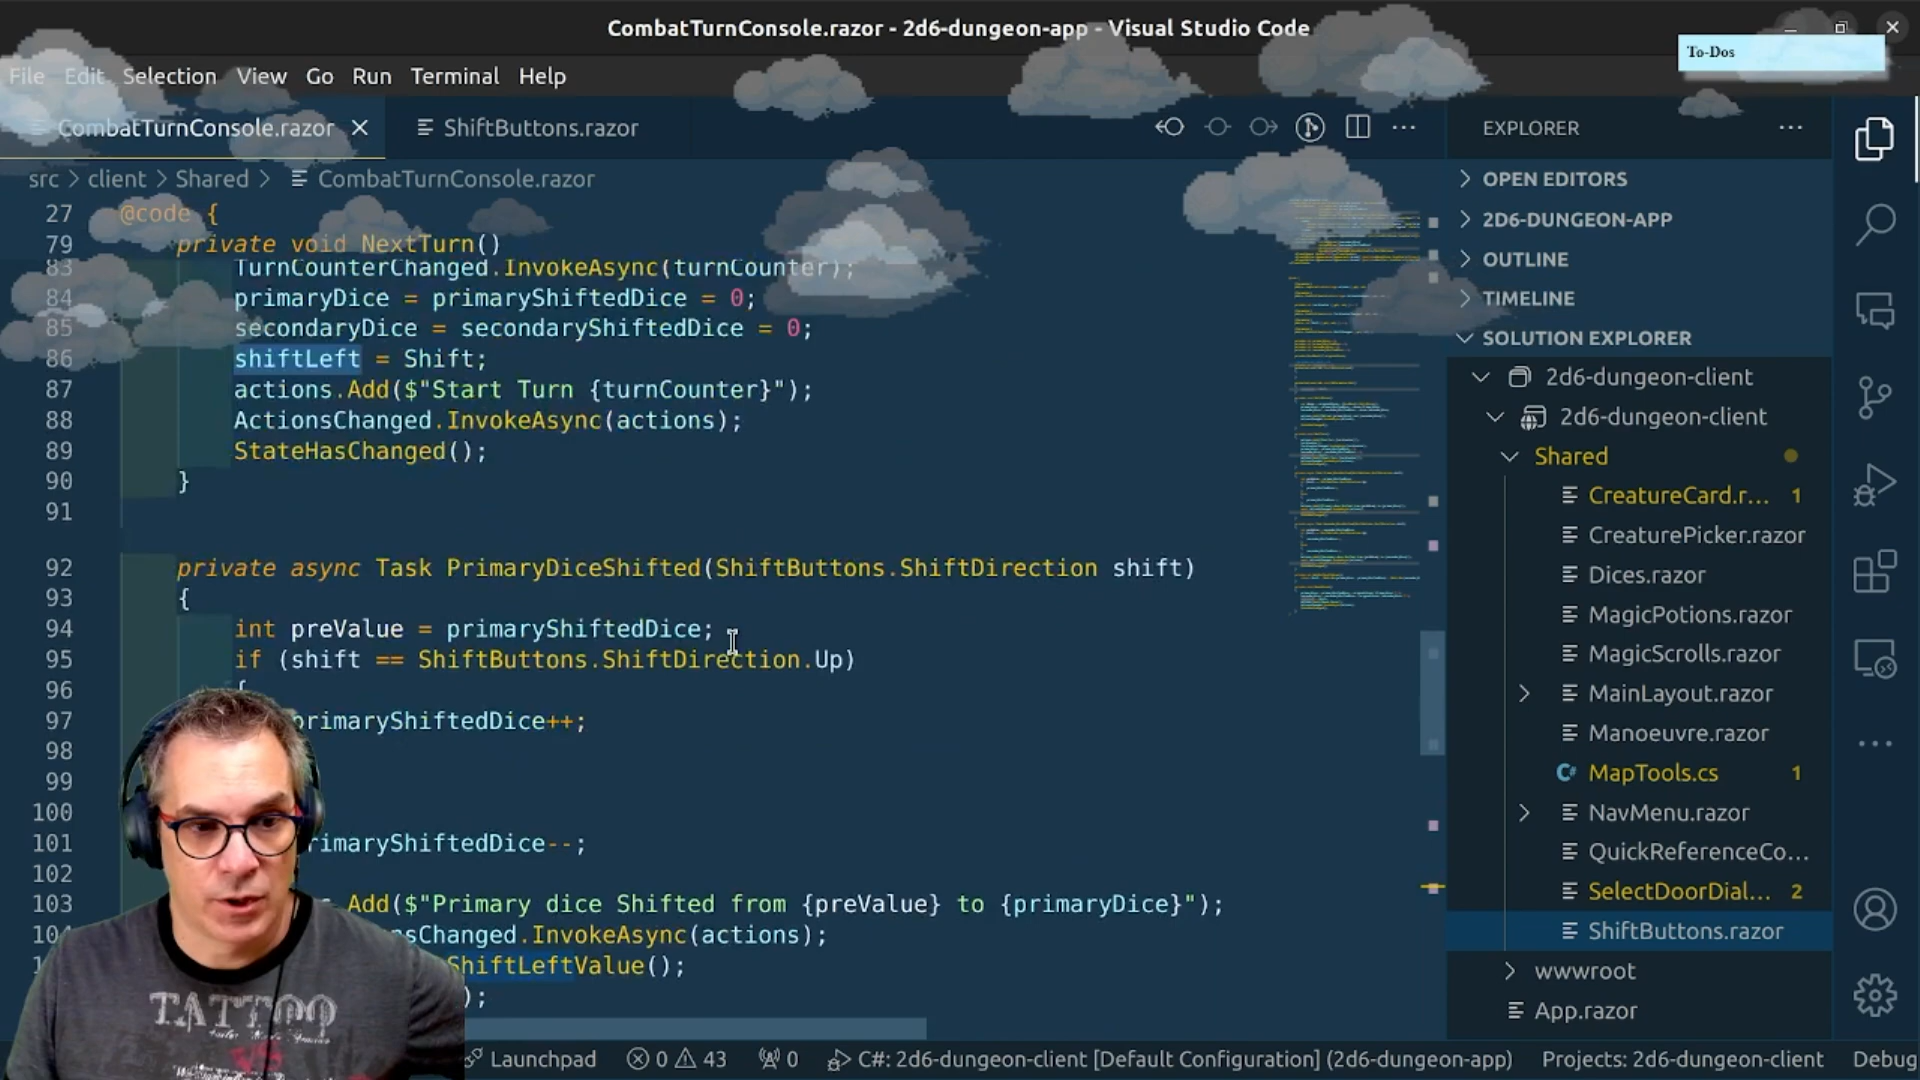 CombatTurnConsole.razor - 2d6-dungeon-app - Visual Studio Code
To-Dos
File Edit Selection View Go Run Terminal Help
CombatTurnConsole.razor
ShiftButtons.razor
src > client > Shared > CombatTurnConsole.razor
27 @code {
79 private void NextTurn()
83 TurnCounterChanged.InvokeAsync(turnCounter);
84 primaryDice = primaryShiftedDice = 0;
85 secondaryDice = secondaryShiftedDice = 0;
86 shiftLeft = Shift;
87 actions.Add($"Start Turn {turnCounter}");
88 ActionsChanged.InvokeAsync(actions);
89 StateHasChanged();
90 }
91
92 private async Task PrimaryDiceShifted(ShiftButtons.ShiftDirection shift)
93 {
94 int preValue = primaryShiftedDice;
95 if (shift == ShiftButtons.ShiftDirection.Up)
96 {
97 primaryShiftedDice++;
98
99
100
101 rimaryShiftedDice--;
102
103 .Add($"Primary dice Shifted from {preValue} to {primaryDice}");
104 nsChanged.InvokeAsync(actions);
ShiftLeftValue();
);
EXPLORER
OPEN EDITORS
2D6-DUNGEON-APP
OUTLINE
TIMELINE
SOLUTION EXPLORER
2d6-dungeon-client
2d6-dungeon-client
Shared
CreatureCard.r... 1
CreaturePicker.razor
Dices.razor
MagicPotions.razor
MagicScrolls.razor
MainLayout.razor
Manoeuvre.razor
MapTools.cs 1
NavMenu.razor
QuickReferenceCo...
SelectDoorDial... 2
ShiftButtons.razor
wwwroot
App.razor
TATTOO
Launchpad 0 43 0 C#: 2d6-dungeon-client [Default Configuration] (2d6-dungeon-app) Projects: 2d6-dungeon-client Debug